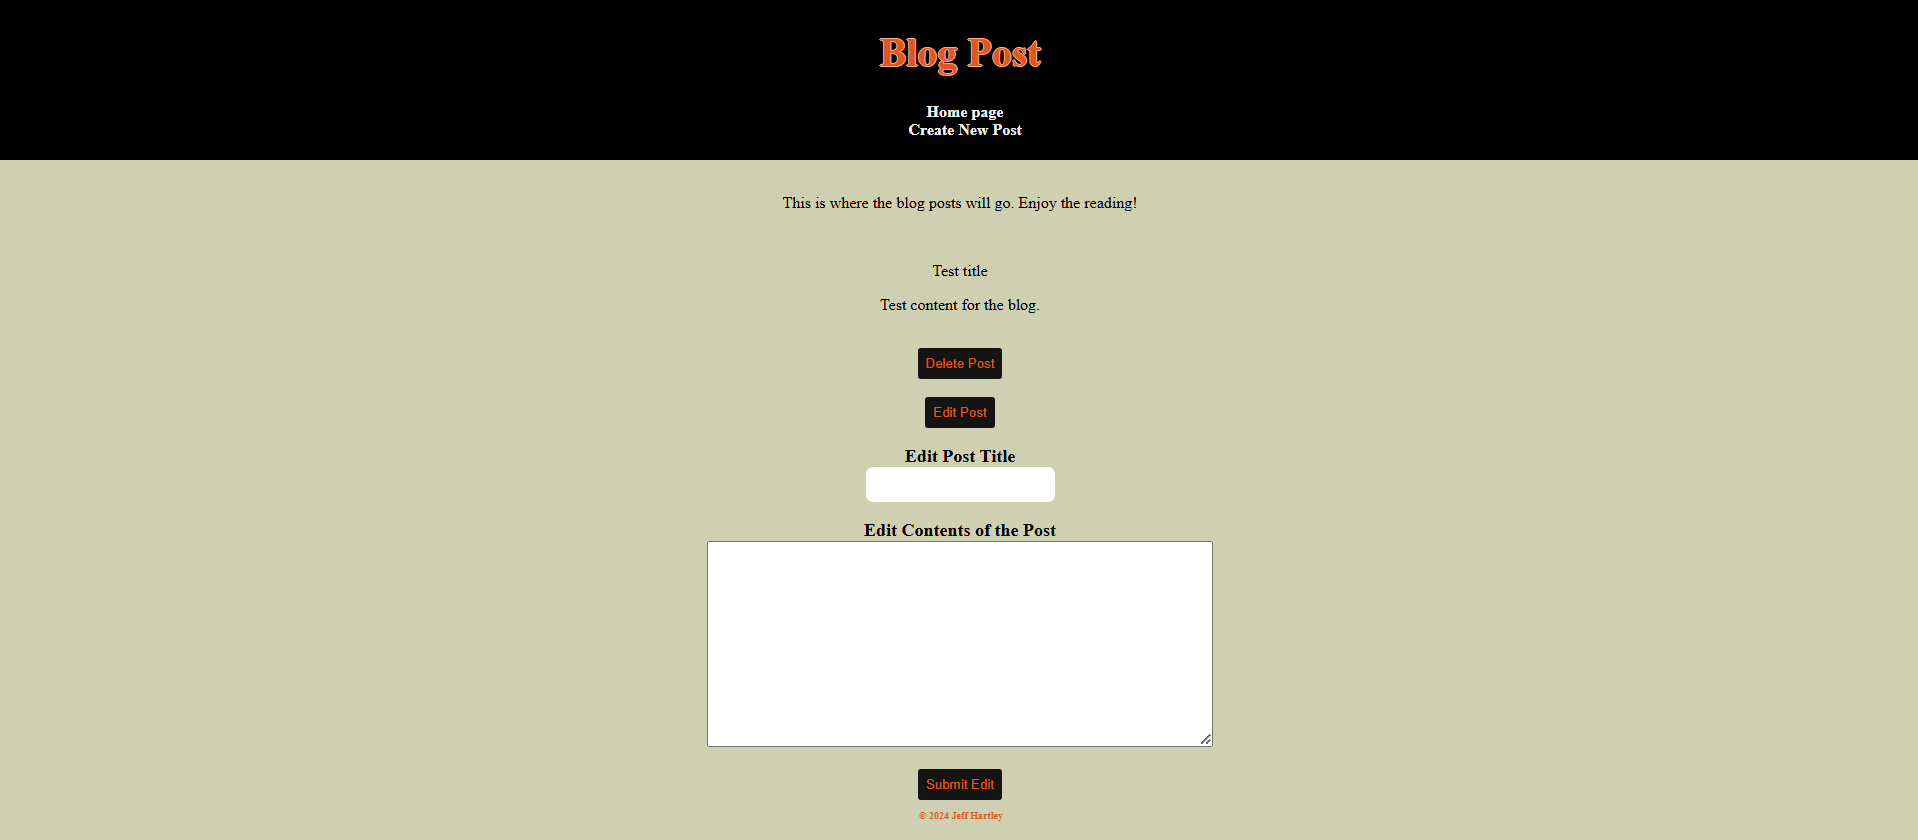 Blog Post
Home page
Create New Post
This is where the blog posts will go. Enjoy the reading!
Test title
Test content for the blog.
Delete Post
Edit Post
Edit Post Title
Edit Contents of the Post
Submit Edit
© 2024 Jeff Hartley